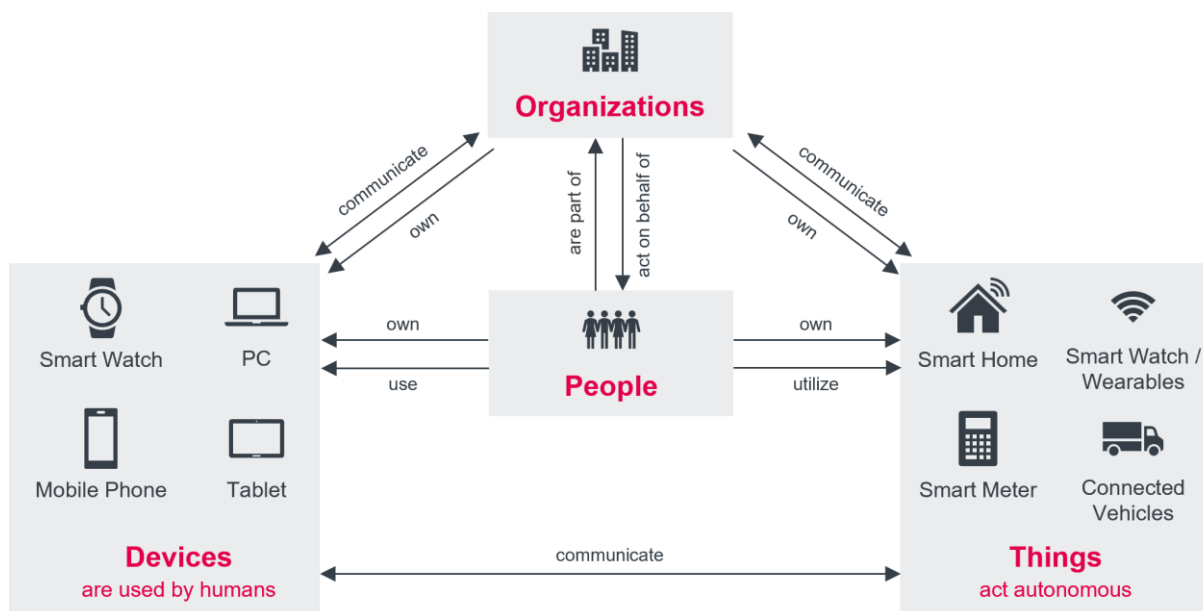 Organizations
communicate
own
are part of
act on behalf of
communicate
own
Smart Watch
PC
Mobile Phone
Tablet
Devices
are used by humans
own
use
People
own
utilize
Smart Home
Smart Watch /
Wearables
Smart Meter
Connected
Vehicles
Things
act autonomous
communicate